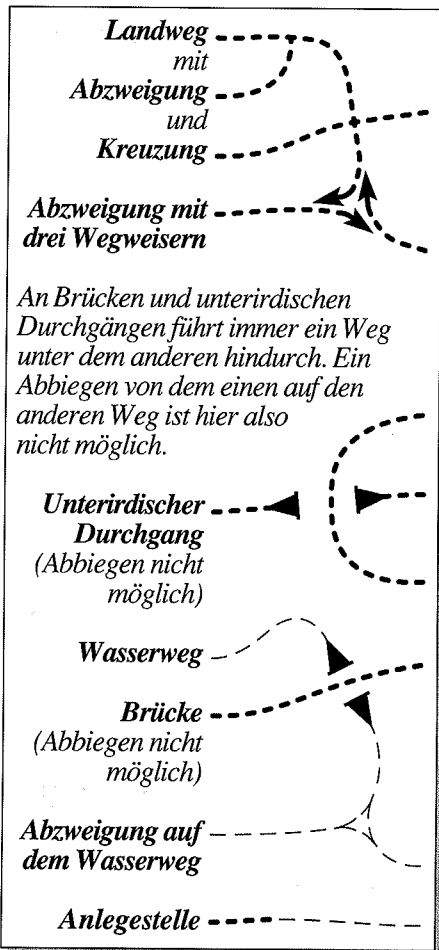 Landweg
mit
Abzweigung
und
Kreuzung
Abzweigung mit
drei Wegweisern
An Brücken und unterirdischen
Durchgängen führt immer ein Weg
unter dem anderen hindurch. Ein
Abbiegen von dem einen auf den
anderen Weg ist hier also
nicht möglich.
Unterirdischer
Durchgang
(Abbiegen nicht
möglich)
Wasserweg
Brücke
(Abbiegen nicht
möglich)
Abzweigung auf
dem Wasserweg
Anlegestelle